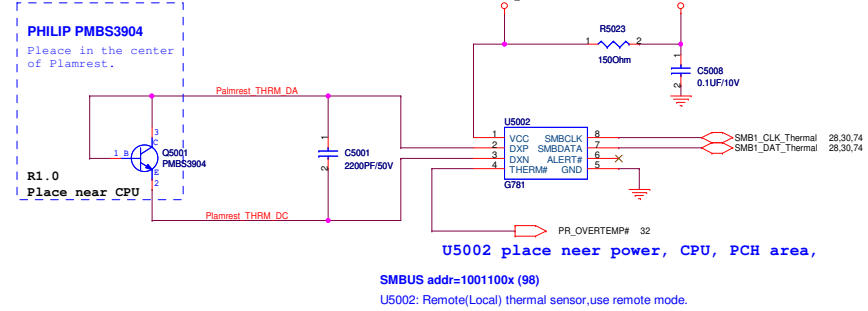 PHILIP PMBS3904
Pleace in the center
of Plamrest.
R5023
1
2
150Ohm
1
C5008
0.1UF/10V
2
Palmrest_THRM_DA
3
C
1 B
Q5001
PMBS3904
E
2
R1.0
Place near CPU
1
C5001
2200PF/50V
2
U5002
1 VCC SMBCLK 8
2 DXP SMBDATA 7
3 DXN ALERT# 6
4 THERM# GND 5
G781
SMB1_CLK_Thermal 28,30,74
SMB1_DAT_Thermal 28,30,74
Plamrest_THRM_DC
PR_OVERTEMP# 32
U5002 place neer power, CPU, PCH area,
SMBUS addr=1001100x (98)
U5002: Remote(Local) thermal sensor,use remote mode.